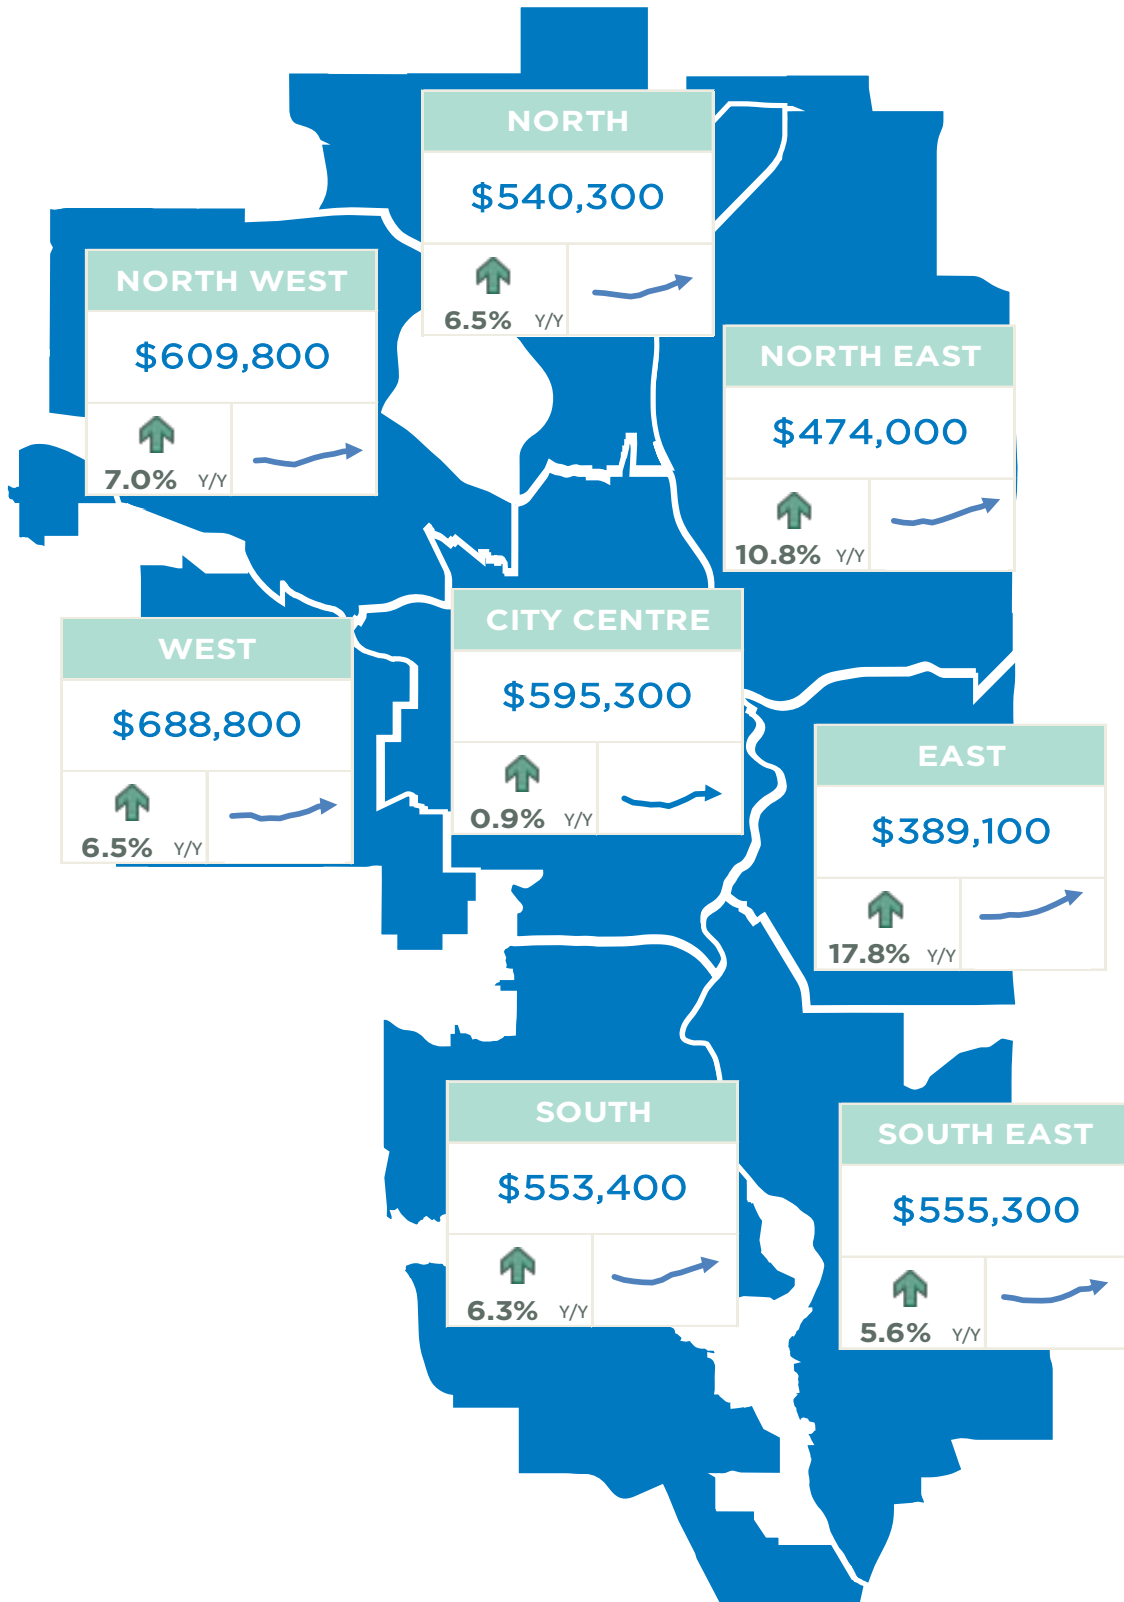 NORTH
$540,300
6.5% Y/Y
NORTH WEST
$609,800
7.0% Y/Y
NORTH EAST
$474,000
10.8% Y/Y
CITY CENTRE
$595,300
0.9% Y/Y
WEST
$688,800
6.5% Y/Y
EAST
$389,100
17.8% Y/Y
SOUTH
$553,400
6.3% Y/Y
SOUTH EAST
$555,300
5.6% Y/Y